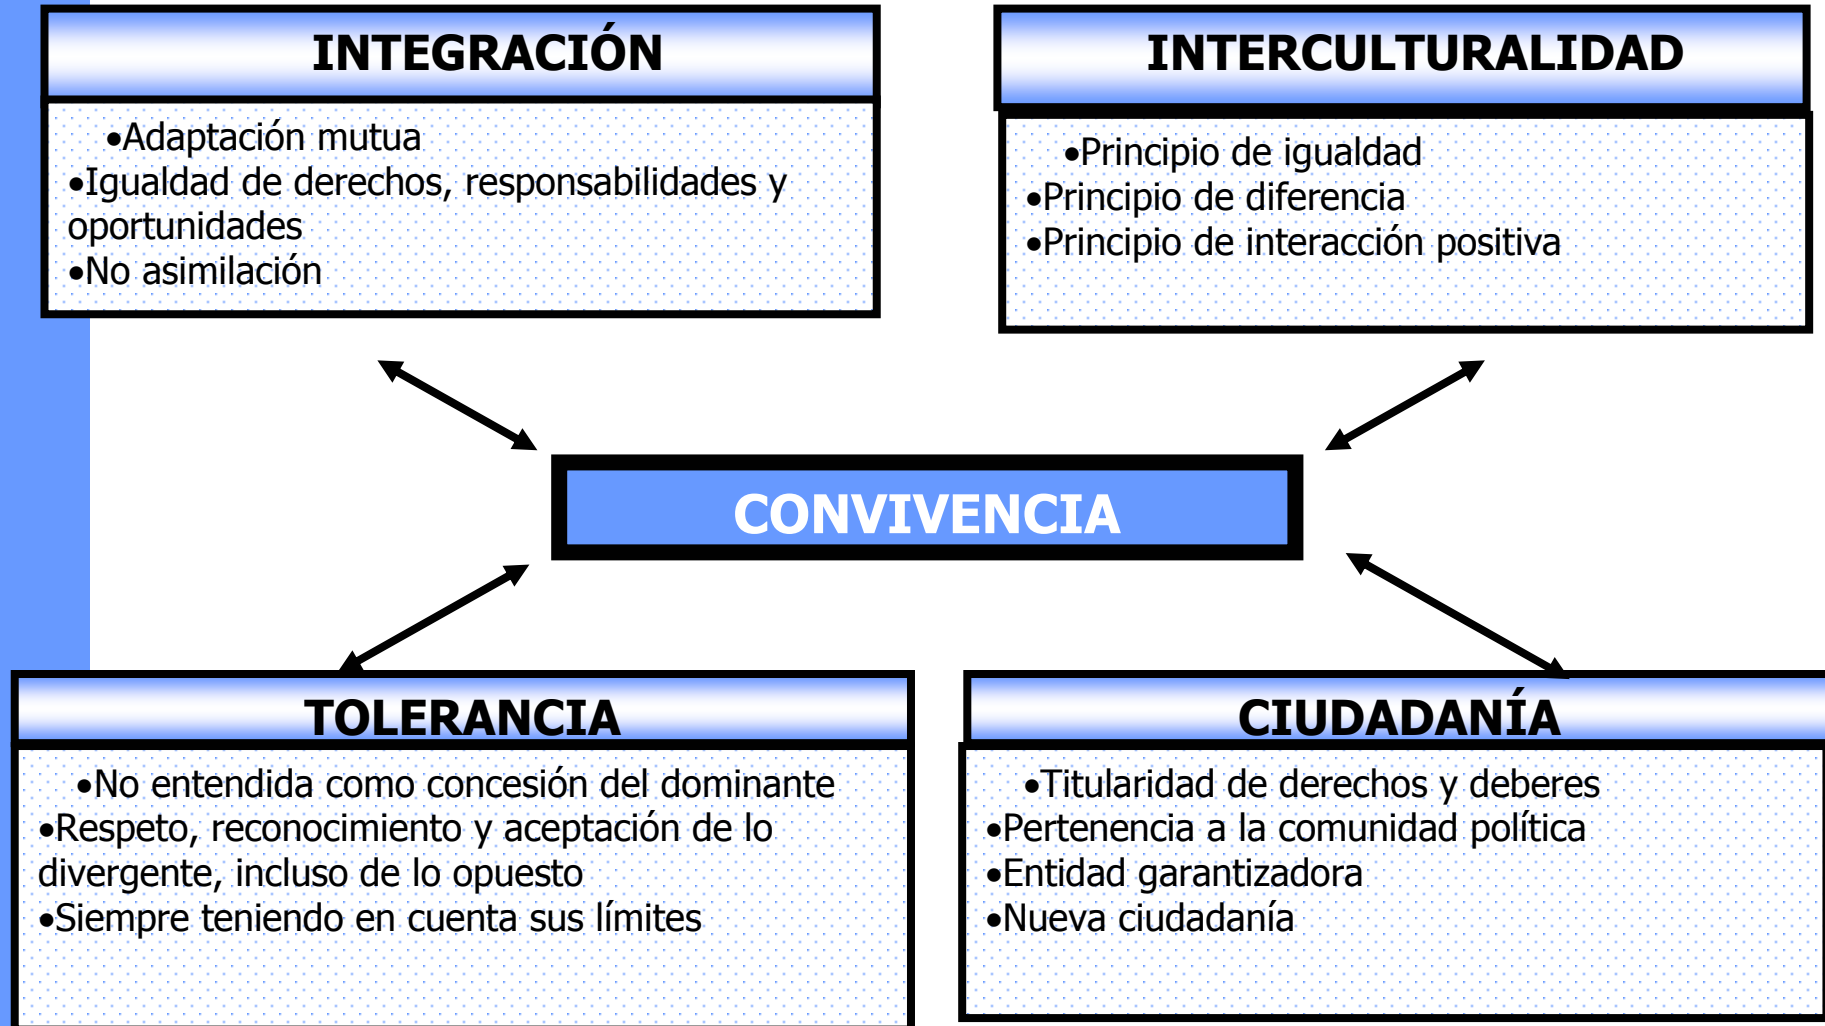 INTEGRACIÓN
•Adaptación mutua
•Igualdad de derechos, responsabilidades y
oportunidades
•No asimilación
INTERCULTURALIDAD
•Principio de igualdad
•Principio de diferencia
•Principio de interacción positiva
CONVIVENCIA
TOLERANCIA
•No entendida como concesión del dominante
•Respeto, reconocimiento y aceptación de lo
divergente, incluso de lo opuesto
•Siempre teniendo en cuenta sus límites
CIUDADANÍA
•Titularidad de derechos y deberes
•Pertenencia a la comunidad política
•Entidad garantizadora
•Nueva ciudadanía